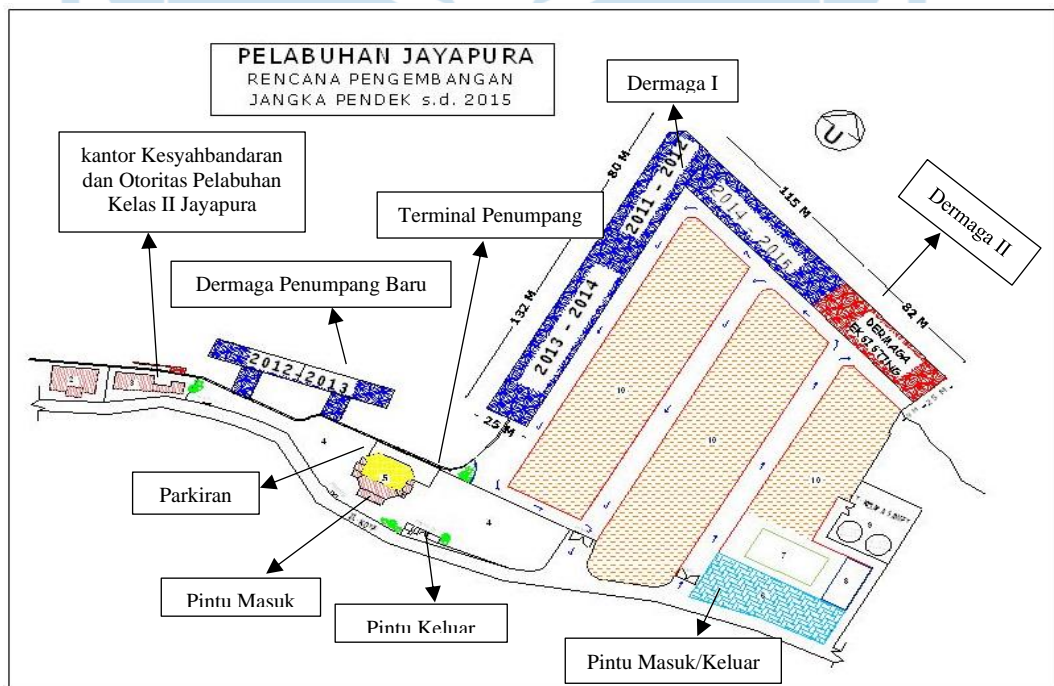 PELABUHAN JAYAPURA
RENCANA PENGEMBANGAN
JANGKA PENDEK s.d. 2015
Dermaga I
U
kantor Kesyahbandaran
dan Otoritas Pelabuhan
Kelas II Jayapura
Terminal Penumpang
Dermaga II
Dermaga Penumpang Baru
80 M
2011 - 2012
115 M
2014 - 2015
132 M
2013 - 2014
82 M
DERMAGA
EKSISTING
2012-2013
25 M
25 M
10
10
10
4
4
5
7
8
9
6
Parkiran
Pintu Masuk
Pintu Keluar
Pintu Masuk/Keluar